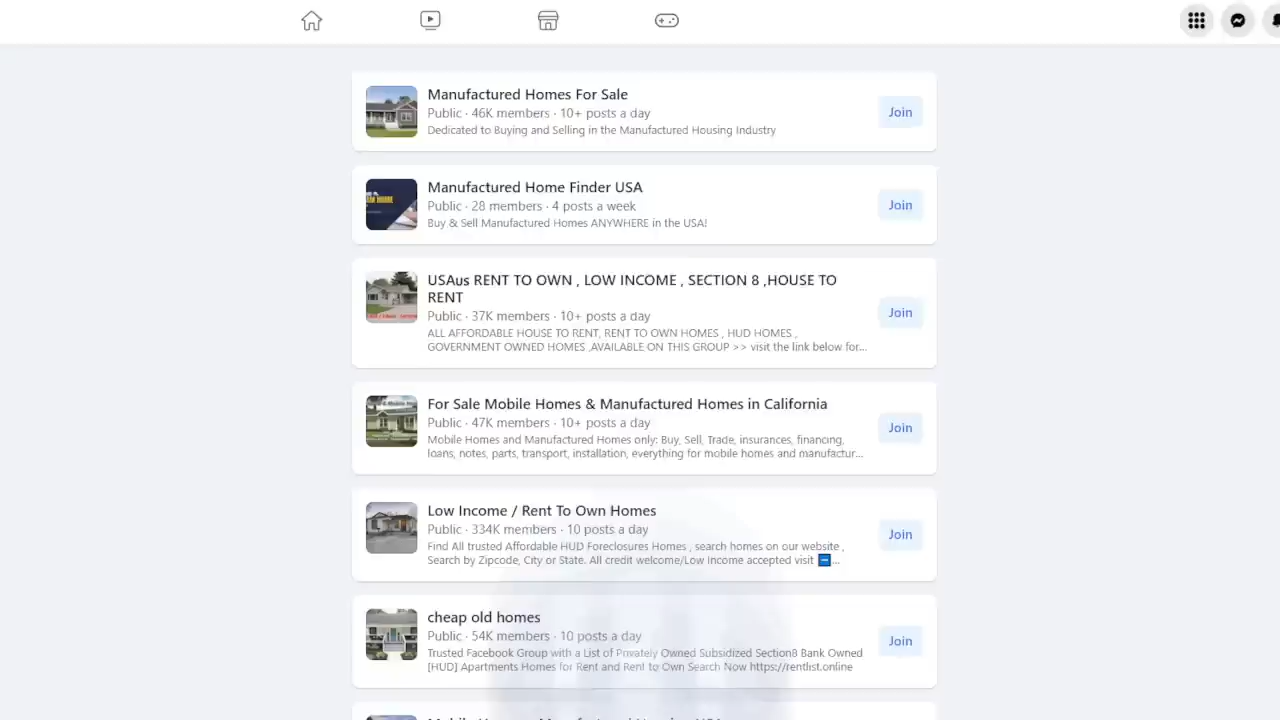 Manufactured Homes For Sale
Public · 46K members · 10+ posts a day
Dedicated to Buying and Selling in the Manufactured Housing Industry
Join
Manufactured Home Finder USA
Public · 28 members · 4 posts a week
Buy & Sell Manufactured Homes ANYWHERE in the USA!
Join
USAus RENT TO OWN , LOW INCOME , SECTION 8 ,HOUSE TO
RENT
Public · 37K members · 10+ posts a day
ALL AFFORDABLE HOUSE TO RENT, RENT TO OWN HOMES , HUD HOMES ,
GOVERNMENT OWNED HOMES ,AVAILABLE ON THIS GROUP >> visit the link below for...
Join
For Sale Mobile Homes & Manufactured Homes in California
Public · 47K members · 10+ posts a day
Mobile Homes and Manufactured Homes only: Buy, Sell, Trade, insurances, financing,
loans, notes, parts, transport, installation, everything for mobile homes and manufactur...
Join
Low Income / Rent To Own Homes
Public · 334K members · 10 posts a day
Find All trusted Affordable HUD Foreclosures Homes , search homes on our website ,
Search by Zipcode, City or State. All credit welcome/Low Income accepted visit ...
Join
cheap old homes
Public · 54K members · 10 posts a day
Trusted Facebook Group with a List of Privately Owned Subsidized Section8 Bank Owned
[HUD] Apartments Homes for Rent and Rent to Own Search Now https://rentlist.online
Join